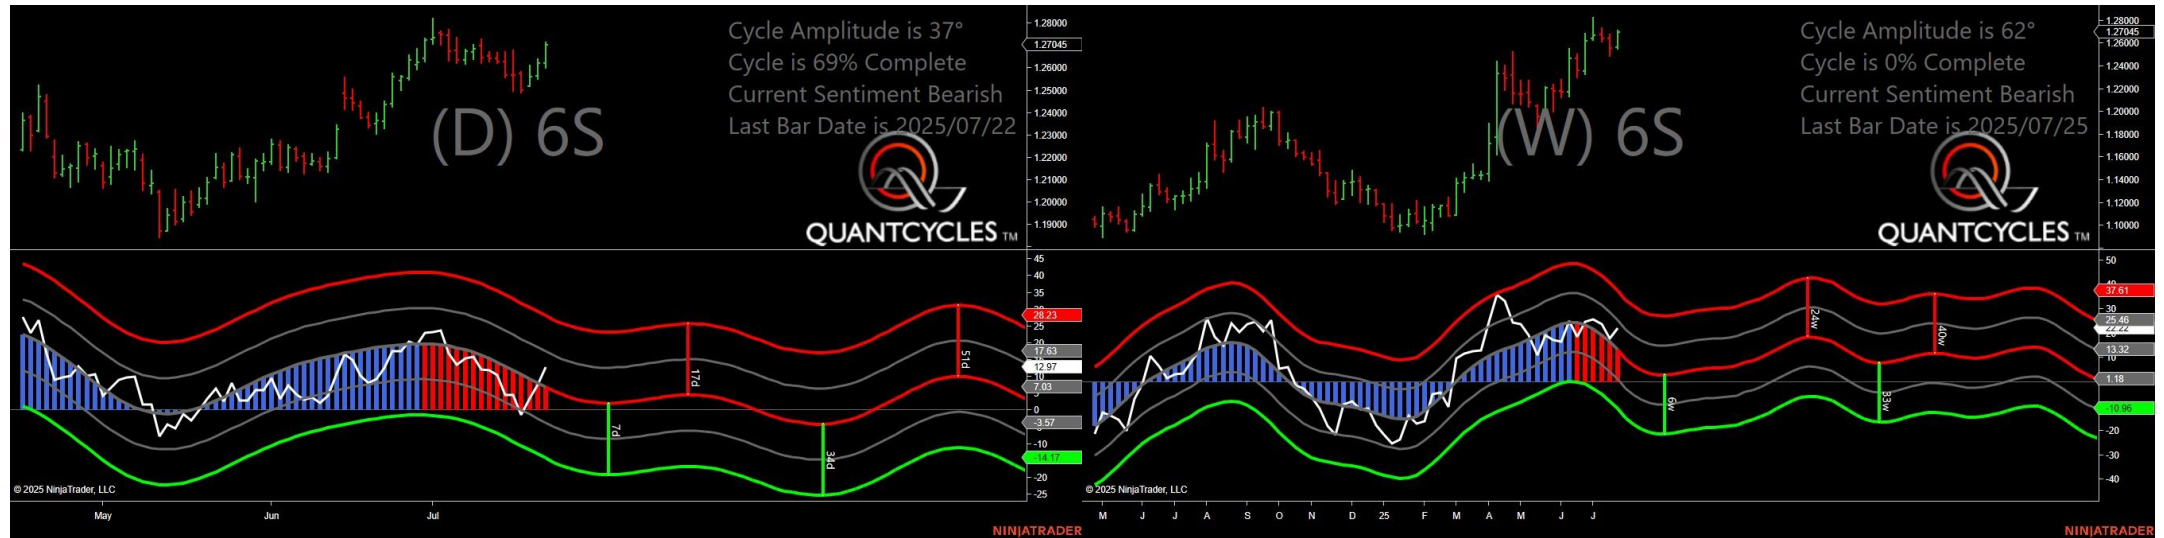 Cycle Amplitude is 37°
Cycle is 69% Complete
Current Sentiment Bearish
Last Bar Date is 2025/07/22
(D) 6S
QUANTCYCLES TM
1.28000
1.27045
1.26000
1.25000
1.24000
1.23000
1.22000
1.21000
1.20000
1.19000
45
40
35
28.23
25
20
17.63
12.97
10
7.03
0
-3.57
-10
-14.17
-20
-25
7d
17d
34d
51d
© 2025 NinjaTrader, LLC
May Jun Jul
NINJATRADER
Cycle Amplitude is 62°
Cycle is 0% Complete
Current Sentiment Bearish
Last Bar Date is 2025/07/25
(W) 6S
QUANTCYCLES TM
1.28000
1.27045
1.26000
1.24000
1.22000
1.20000
1.18000
1.16000
1.14000
1.12000
1.10000
50
37.61
30
25.46
22.22
13.32
1.18
-10.96
-20
-30
-40
6w
24w
33w
40w
© 2025 NinjaTrader, LLC
M J J A S O N D 25 F M A M J J
NINJATRADER